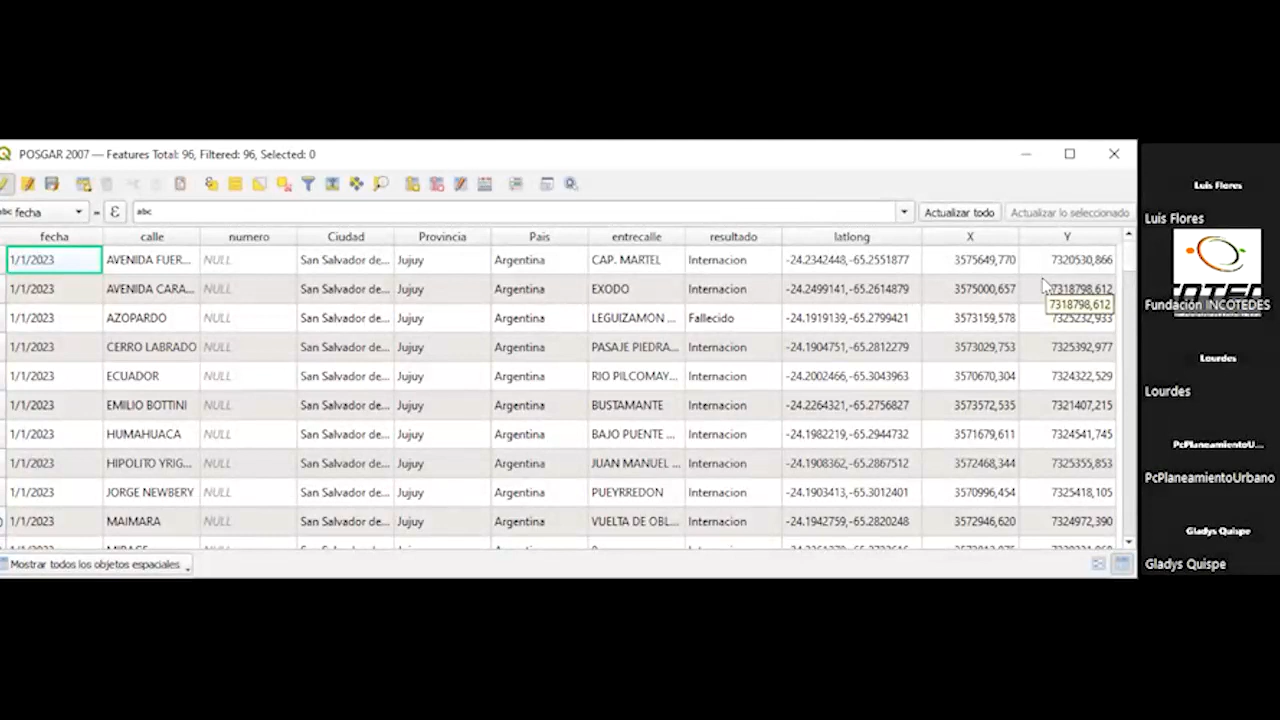 POSGAR 2007 — Features Total: 96, Filtered: 96, Selected: 0
abc fecha = ε abc Actualizar todo Actualizar lo seleccionado
fecha calle numero Ciudad Provincia Pais entrecalle resultado latlong X Y
1/1/2023 AVENIDA FUER... NULL San Salvador de... Jujuy Argentina CAP. MARTEL Internacion -24.2342448,-65.2551877 3575649,770 7320530,866
1/1/2023 AVENIDA CARA... NULL San Salvador de... Jujuy Argentina EXODO Internacion -24.2499141,-65.2614879 3575000,657 7318798,612
7318798,612
1/1/2023 AZOPARDO NULL San Salvador de... Jujuy Argentina LEGUIZAMON ... Fallecido -24.1919139,-65.2799421 3573159,578 7325232,933
1/1/2023 CERRO LABRADO NULL San Salvador de... Jujuy Argentina PASAJE PIEDRA... Internacion -24.1904751,-65.2812279 3573029,753 7325392,977
1/1/2023 ECUADOR NULL San Salvador de... Jujuy Argentina RIO PILCOMAY... Internacion -24.2002466,-65.3043963 3570670,304 7324322,529
1/1/2023 EMILIO BOTTINI NULL San Salvador de... Jujuy Argentina BUSTAMANTE Internacion -24.2264321,-65.2756827 3573572,535 7321407,215
1/1/2023 HUMAHUACA NULL San Salvador de... Jujuy Argentina BAJO PUENTE ... Internacion -24.1982219,-65.2944732 3571679,611 7324541,745
1/1/2023 HIPOLITO YRIG... NULL San Salvador de... Jujuy Argentina JUAN MANUEL ... Internacion -24.1908362,-65.2867512 3572468,344 7325355,853
1/1/2023 JORGE NEWBERY NULL San Salvador de... Jujuy Argentina PUEYRREDON Internacion -24.1903413,-65.3012401 3570996,454 7325418,105
1/1/2023 MAIMARA NULL San Salvador de... Jujuy Argentina VUELTA DE OBL... Internacion -24.1942759,-65.2820248 3572946,620 7324972,390
Mostrar todos los objetos espaciales
Luis Flores
Luis Flores
Fundación INCOTEDES
Lourdes
Lourdes
PcPlaneamientoU...
PcPlaneamientoUrbano
Gladys Quispe
Gladys Quispe